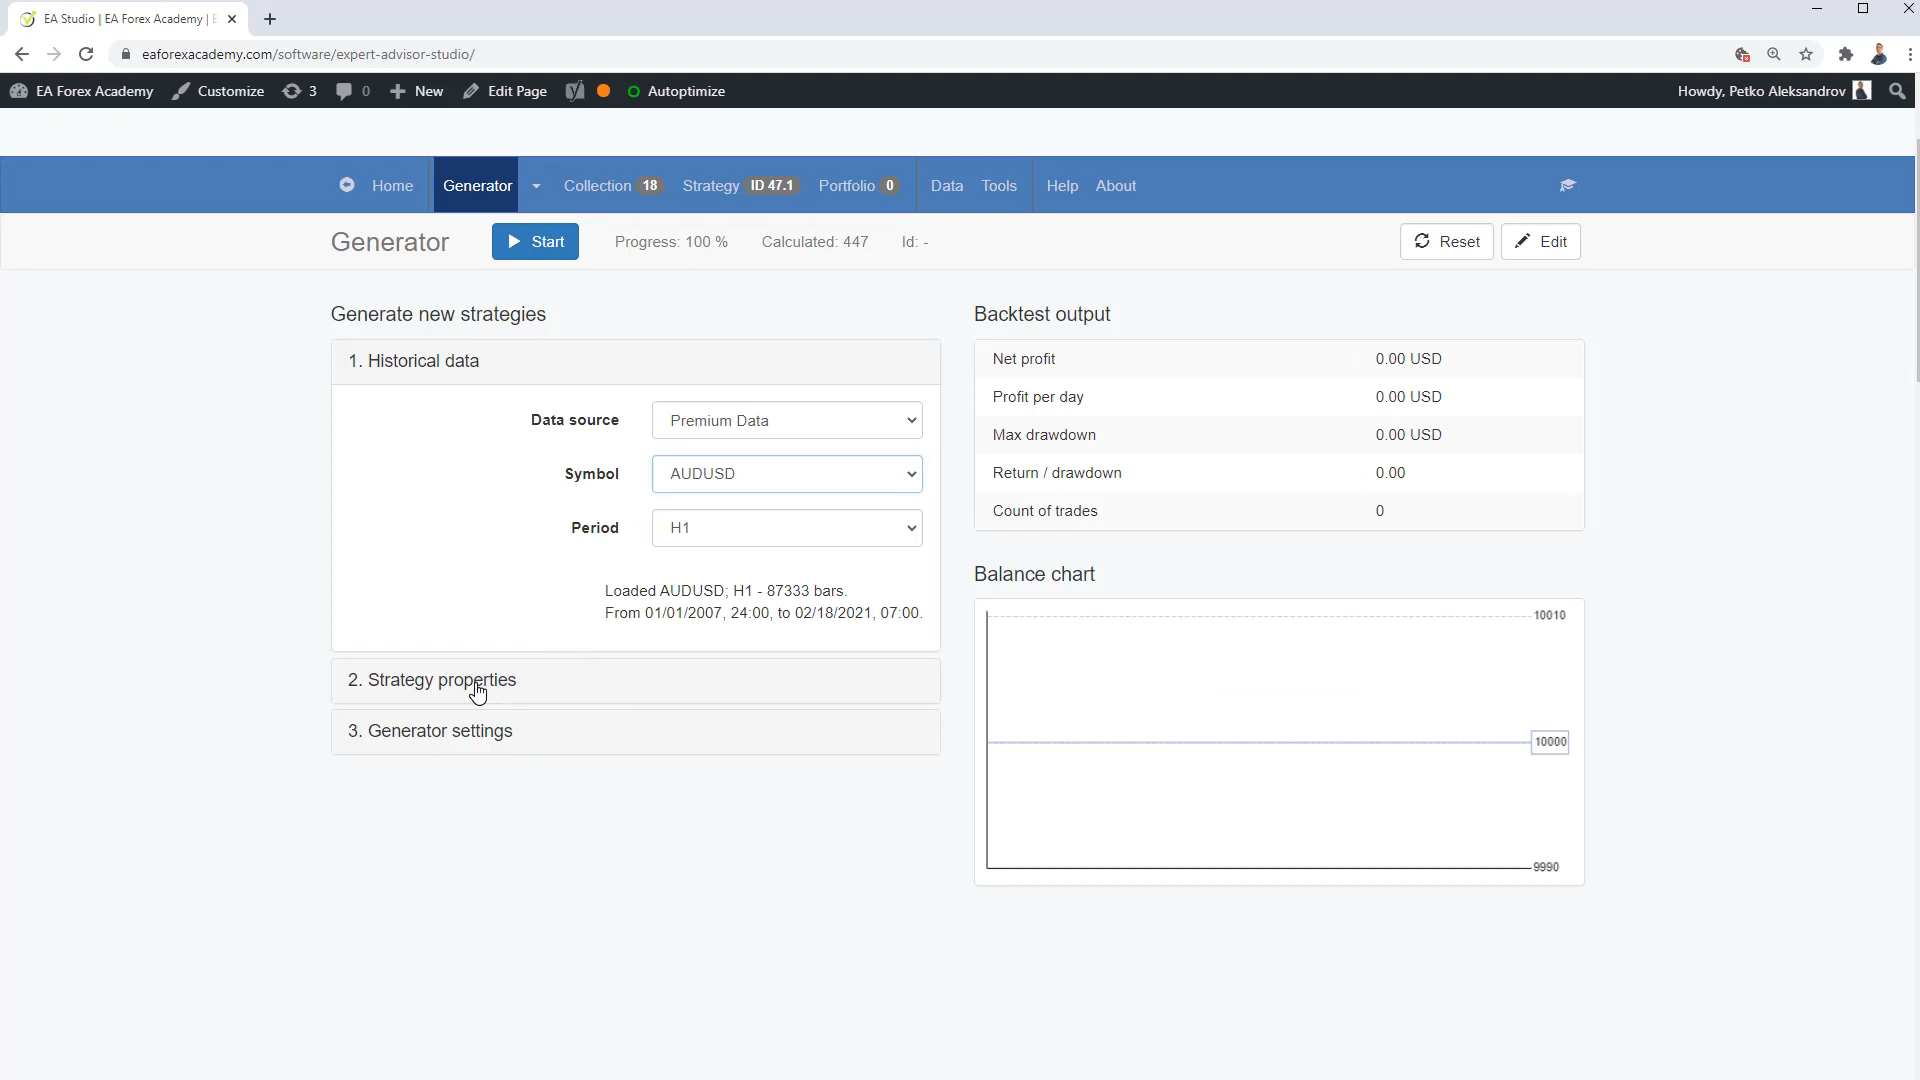 EA Studio | EA Forex Academy | E
eaforexacademy.com/software/expert-advisor-studio/
EA Forex Academy Customize 3 0 New Edit Page Autoptimize Howdy, Petko Aleksandrov
Home Generator Collection 18 Strategy ID 47.1 Portfolio 0 Data Tools Help About
Generator Start Progress: 100 % Calculated: 447 Id: - Reset Edit
Generate new strategies
1. Historical data
Data source Premium Data
Symbol AUDUSD
Period H1
Loaded AUDUSD; H1 - 87333 bars.
From 01/01/2007, 24:00, to 02/18/2021, 07:00.
2. Strategy properties
3. Generator settings
Backtest output
Net profit 0.00 USD
Profit per day 0.00 USD
Max drawdown 0.00 USD
Return / drawdown 0.00
Count of trades 0
Balance chart
10010
10000
9990